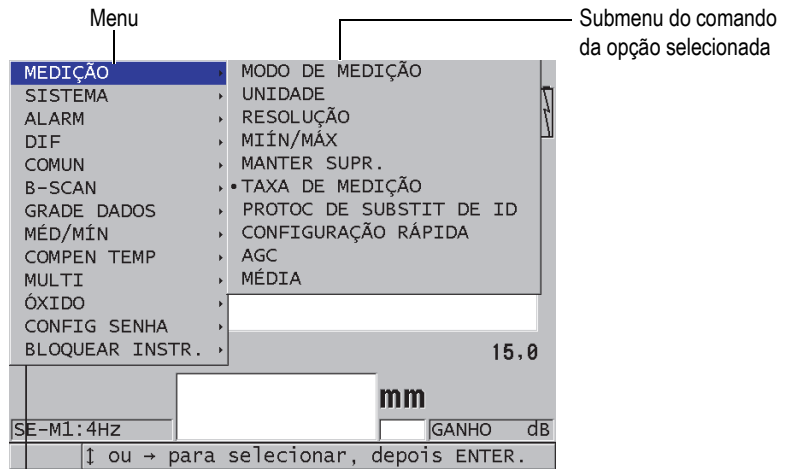 Menu
Submenu do comando
da opção selecionada
MEDIÇÃO
SISTEMA
ALARM
DIF
COMUN
B-SCAN
GRADE DADOS
MÉD/MÍN
COMPEN TEMP
MULTI
ÓXIDO
CONFIG SENHA
BLOQUEAR INSTR.
MODO DE MEDIÇÃO
UNIDADE
RESOLUÇÃO
MIÍN/MÁX
MANTER SUPR.
•TAXA DE MEDIÇÃO
PROTOC DE SUBSTIT DE ID
CONFIGURAÇÃO RÁPIDA
AGC
MÉDIA
15,0
mm
SE-M1:4Hz
GANHO dB
↕ ou → para selecionar, depois ENTER.